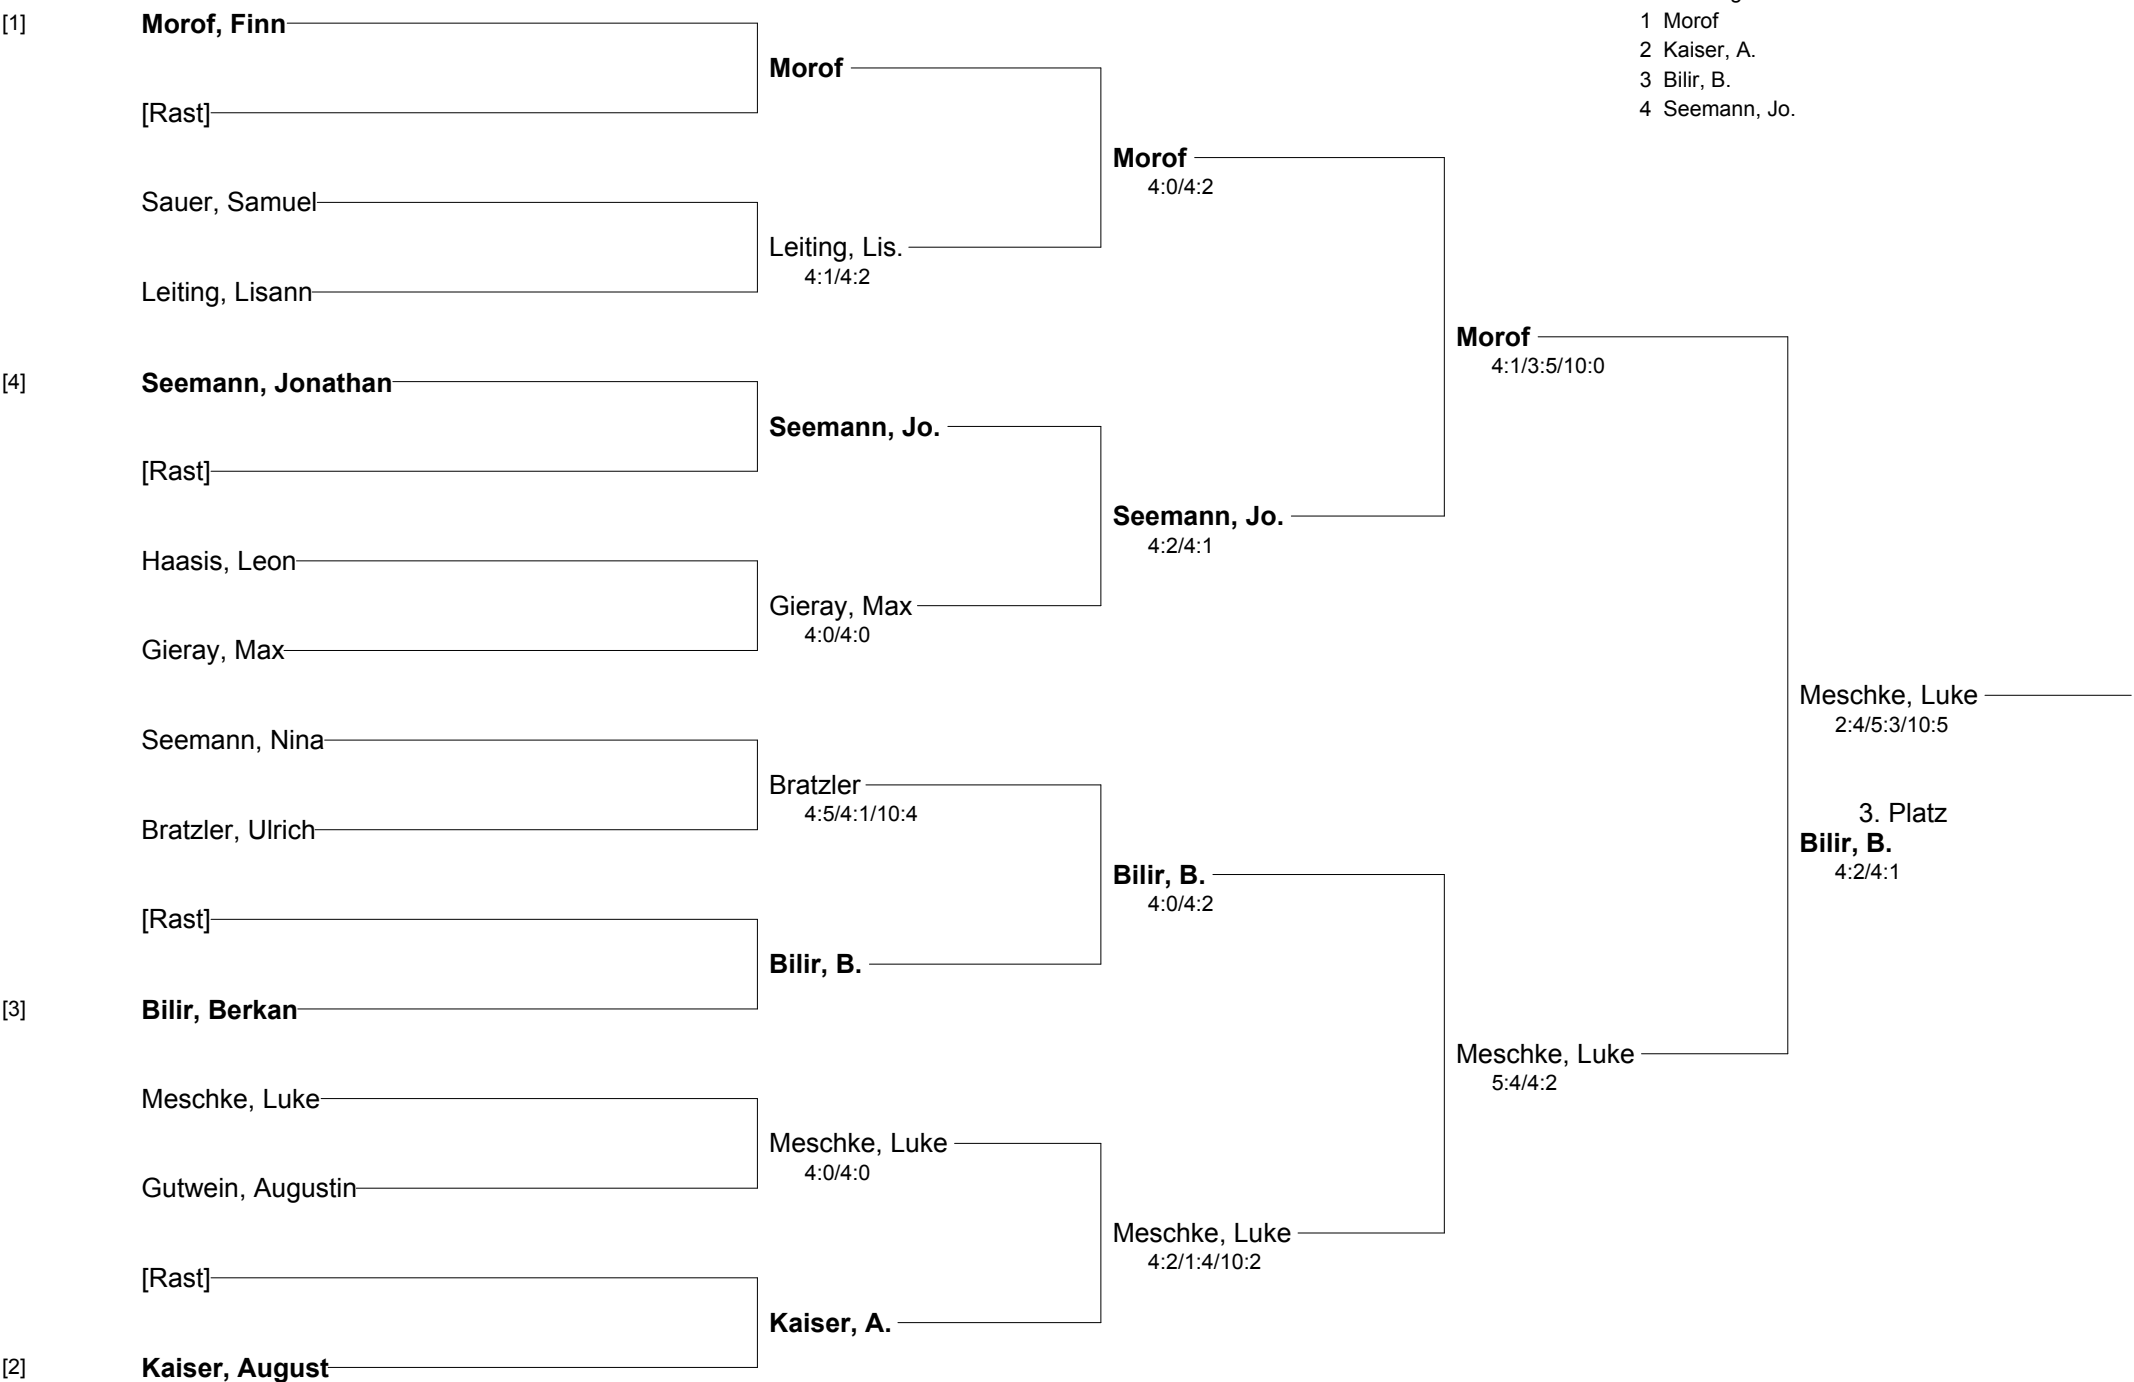 [1]
Morof, Finn
[Rast]
Sauer, Samuel
Leiting, Lisann
[4]
Seemann, Jonathan
[Rast]
Haasis, Leon
Gieray, Max
Seemann, Nina
Bratzler, Ulrich
[Rast]
[3]
Bilir, Berkan
Meschke, Luke
Gutwein, Augustin
[Rast]
[2]
Kaiser, August
Morof
Leiting, Lis.
4:1/4:2
Seemann, Jo.
Gieray, Max
4:0/4:0
Bratzler
4:5/4:1/10:4
Bilir, B.
Meschke, Luke
4:0/4:0
Kaiser, A.
Morof
4:0/4:2
Seemann, Jo.
4:2/4:1
Bilir, B.
4:0/4:2
Meschke, Luke
4:2/1:4/10:2
Morof
4:1/3:5/10:0
Meschke, Luke
5:4/4:2
Meschke, Luke
2:4/5:3/10:5
3. Platz
Bilir, B.
4:2/4:1
1 Morof
2 Kaiser, A.
3 Bilir, B.
4 Seemann, Jo.